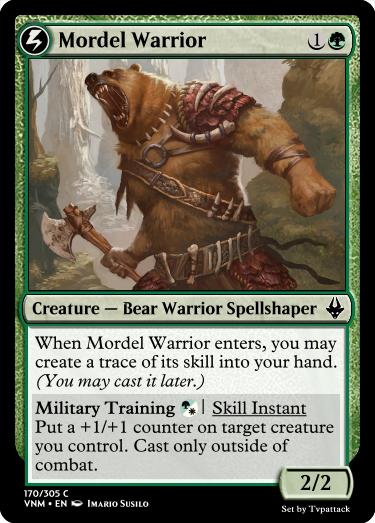 Mordel Warrior 1
Creature — Bear Warrior Spellshaper
When Mordel Warrior enters, you may
create a trace of its skill into your hand.
(You may cast it later.)
Military Training | Skill Instant
Put a +1/+1 counter on target creature
you control. Cast only outside of
combat.
2/2
170/305 C
VNM • EN Imario Susilo
Set by Tvpattack